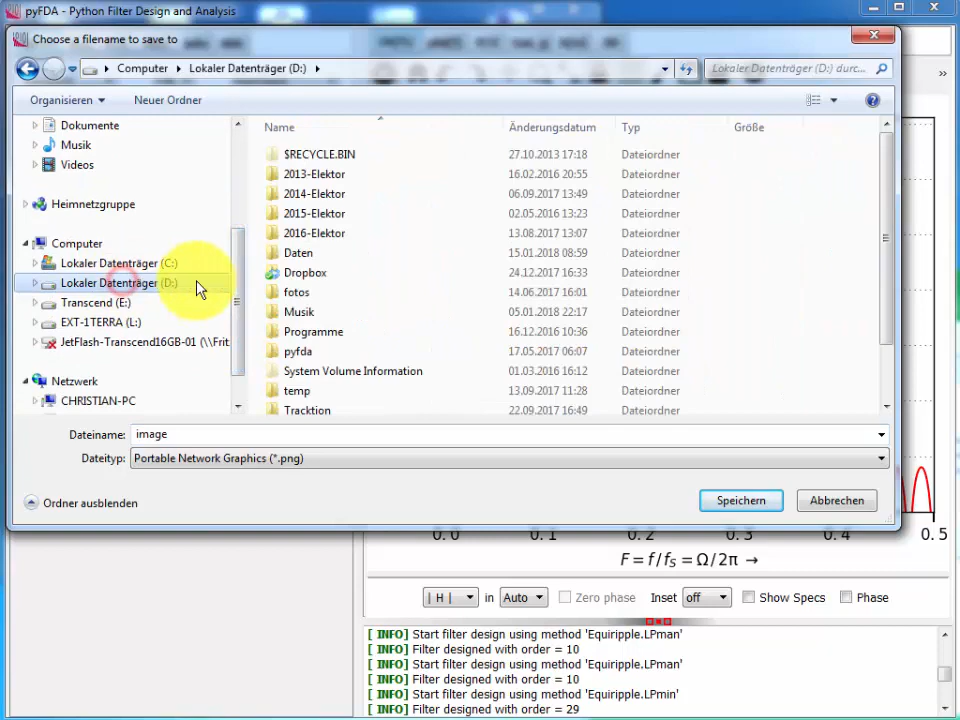 pyFDA - Python Filter Design and Analysis
Choose a filename to save to
Computer Lokaler Datenträger (D:)
Lokaler Datenträger (D:) durc...
Organisieren Neuer Ordner
»
Name Änderungsdatum Typ Größe
Dokumente
Musik
Videos
Heimnetzgruppe
Computer
Lokaler Datenträger (C:)
Lokaler Datenträger (D:)
Transcend (E:)
EXT-1TERRA (L:)
JetFlash-Transcend16GB-01 (\\Frit
Netzwerk
CHRISTIAN-PC
$RECYCLE.BIN 27.10.2013 17:18 Dateiordner
2013-Elektor 16.02.2016 20:55 Dateiordner
2014-Elektor 06.09.2017 13:49 Dateiordner
2015-Elektor 02.05.2016 13:23 Dateiordner
2016-Elektor 13.08.2017 13:07 Dateiordner
Daten 15.01.2018 08:59 Dateiordner
Dropbox 24.12.2017 16:33 Dateiordner
fotos 14.06.2017 16:01 Dateiordner
Musik 05.01.2018 22:17 Dateiordner
Programme 16.12.2016 10:36 Dateiordner
pyfda 17.05.2017 06:07 Dateiordner
System Volume Information 01.03.2016 16:12 Dateiordner
temp 13.09.2017 11:28 Dateiordner
Tracktion 22.09.2017 16:49 Dateiordner
Dateiname: image
Dateityp: Portable Network Graphics (*.png)
Ordner ausblenden Speichern Abbrechen
0.0 0.1 0.2 0.3 0.4 0.5
F = f/fS = Ω/2π →
| H | in Auto Zero phase Inset off Show Specs Phase
[ INFO] Start filter design using method 'Equiripple.LPman'
[ INFO] Filter designed with order = 10
[ INFO] Start filter design using method 'Equiripple.LPman'
[ INFO] Filter designed with order = 10
[ INFO] Start filter design using method 'Equiripple.LPmin'
[ INFO] Filter designed with order = 29